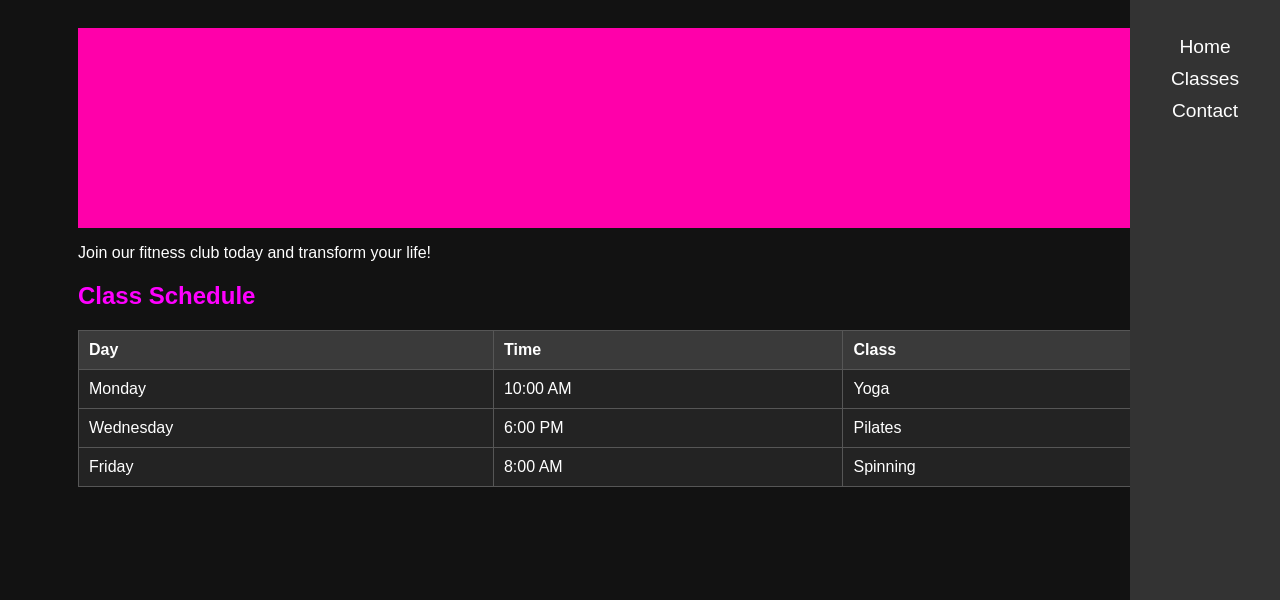 Home
Classes
Contact
Join our fitness club today and transform your life!
Class Schedule
Day Time Class
Monday 10:00 AM Yoga
Wednesday 6:00 PM Pilates
Friday 8:00 AM Spinning